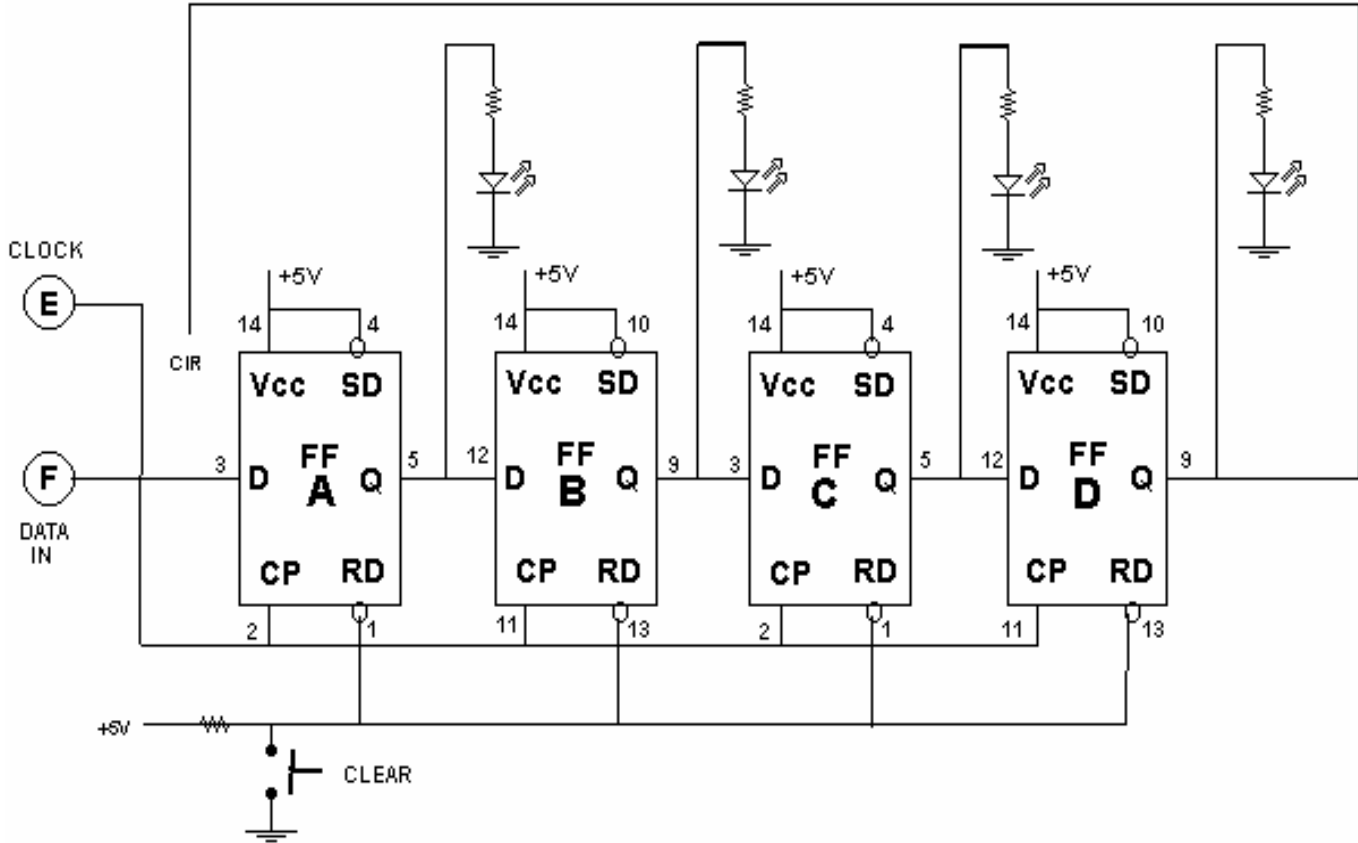 CLOCK
E
+5V
+5V
+5V
+5V
14
4
14
10
14
4
14
10
CIR
Vcc SD
Vcc SD
Vcc SD
Vcc SD
F
3
D
FF
A
Q
5
12
D
FF
B
Q
9
3
D
FF
C
Q
5
12
D
FF
D
Q
9
DATA
IN
CP RD
CP RD
CP RD
CP RD
2
1
11
13
2
1
11
13
+5V
CLEAR